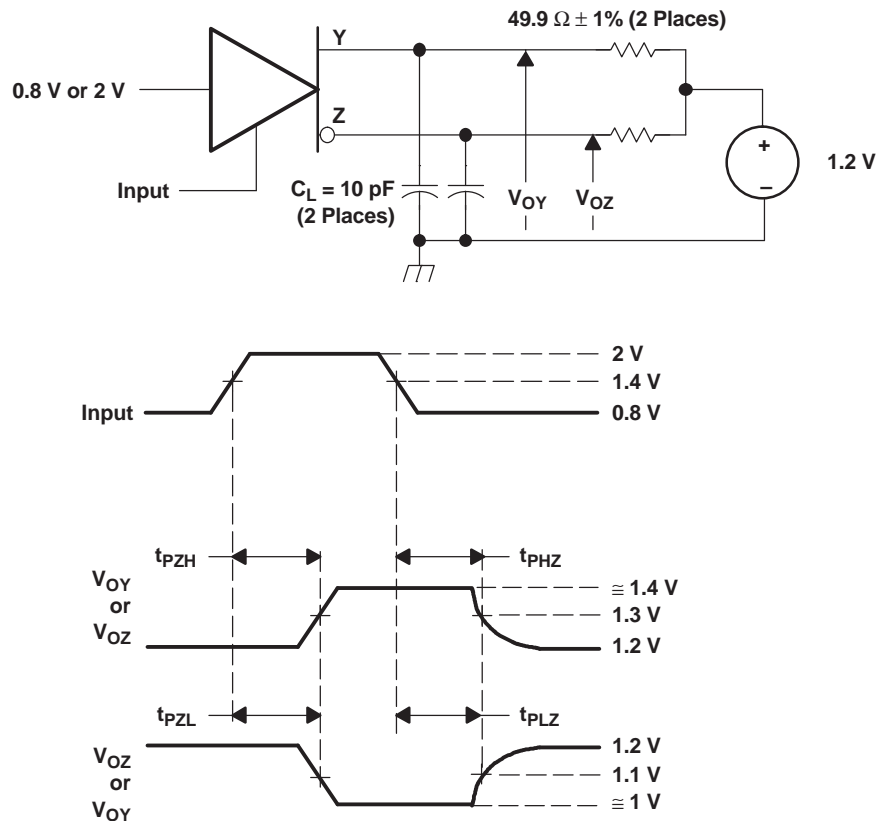 49.9 Ω ± 1% (2 Places)
Y
0.8 V or 2 V
Z
+
1.2 V
Input
C_L = 10 pF
(2 Places)
V_OY
V_OZ
–
2 V
1.4 V
Input
0.8 V
t_PZH
t_PHZ
V_OY
or
V_OZ
≅ 1.4 V
1.3 V
1.2 V
t_PZL
t_PLZ
V_OZ
or
V_OY
1.2 V
1.1 V
≅ 1 V